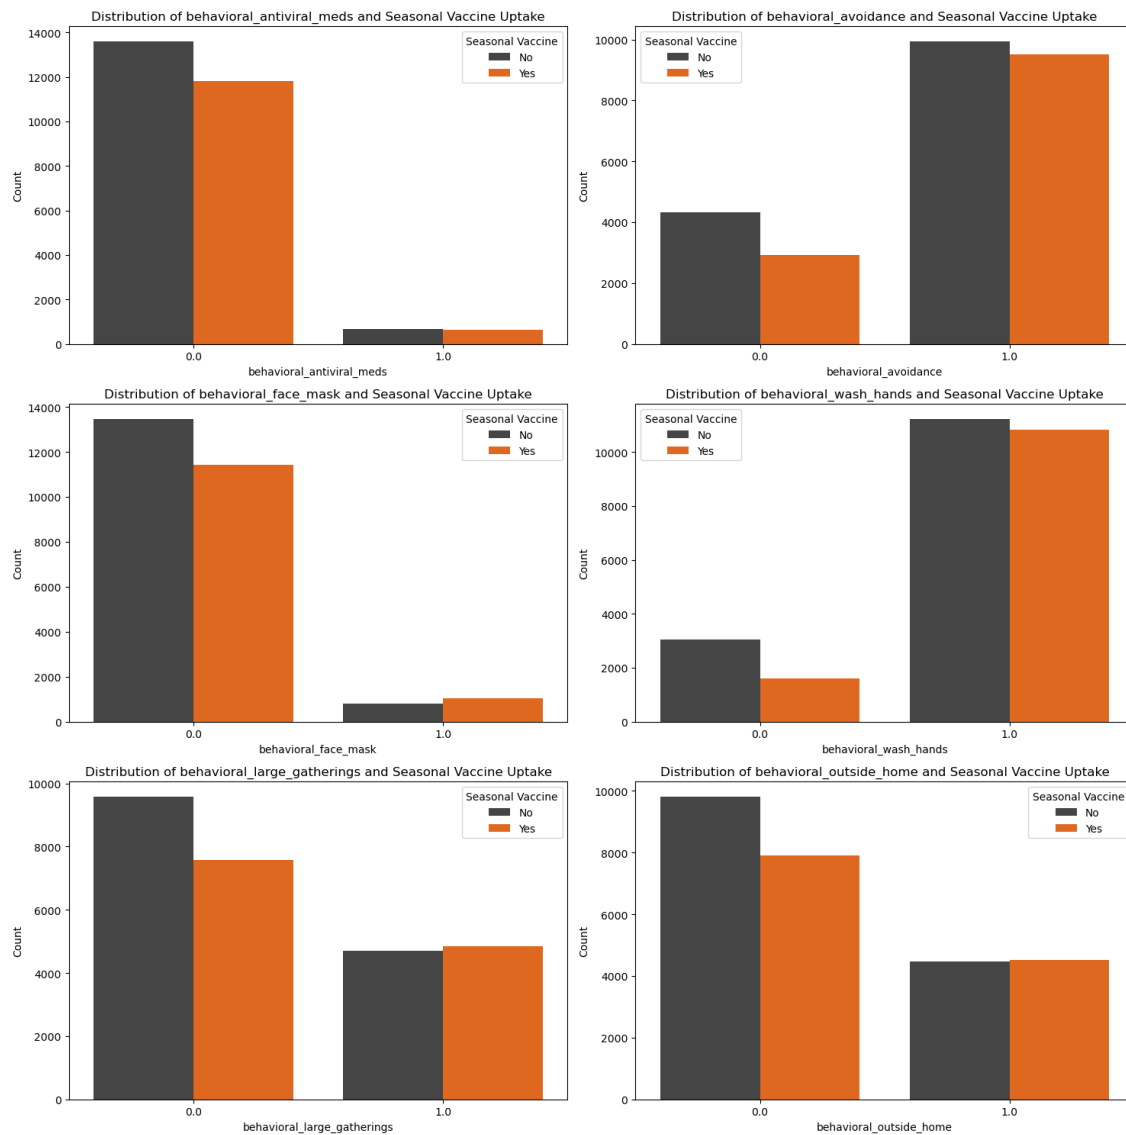 Distribution of behavioral_antiviral_meds and Seasonal Vaccine Uptake
Seasonal Vaccine
No
Yes
14000
12000
10000
8000
6000
4000
2000
0
Count
0.0
1.0
behavioral_antiviral_meds
Distribution of behavioral_avoidance and Seasonal Vaccine Uptake
Seasonal Vaccine
No
Yes
10000
8000
6000
4000
2000
0
Count
0.0
1.0
behavioral_avoidance
Distribution of behavioral_face_mask and Seasonal Vaccine Uptake
Seasonal Vaccine
No
Yes
14000
12000
10000
8000
6000
4000
2000
0
Count
0.0
1.0
behavioral_face_mask
Distribution of behavioral_wash_hands and Seasonal Vaccine Uptake
Seasonal Vaccine
No
Yes
10000
8000
6000
4000
2000
0
Count
0.0
1.0
behavioral_wash_hands
Distribution of behavioral_large_gatherings and Seasonal Vaccine Uptake
Seasonal Vaccine
No
Yes
10000
8000
6000
4000
2000
0
Count
0.0
1.0
behavioral_large_gatherings
Distribution of behavioral_outside_home and Seasonal Vaccine Uptake
Seasonal Vaccine
No
Yes
10000
8000
6000
4000
2000
0
Count
0.0
1.0
behavioral_outside_home